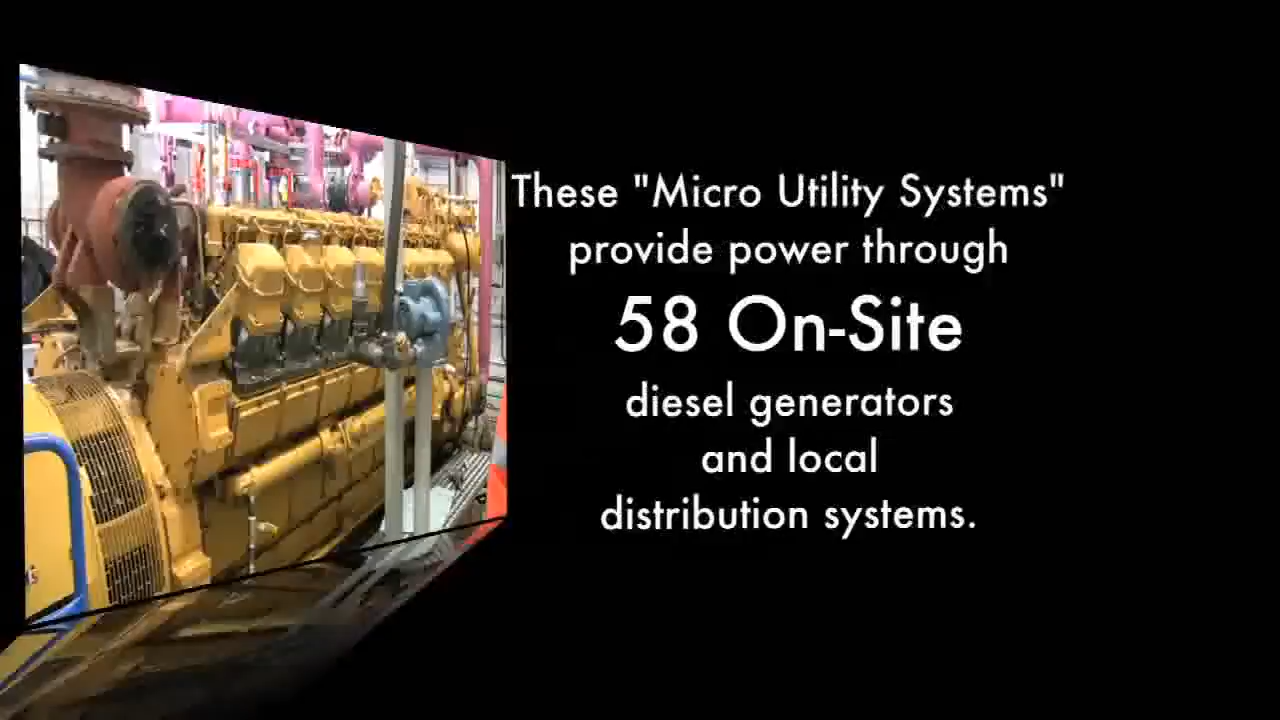 These "Micro Utility Systems"
provide power through
58 On-Site
diesel generators
and local
distribution systems.